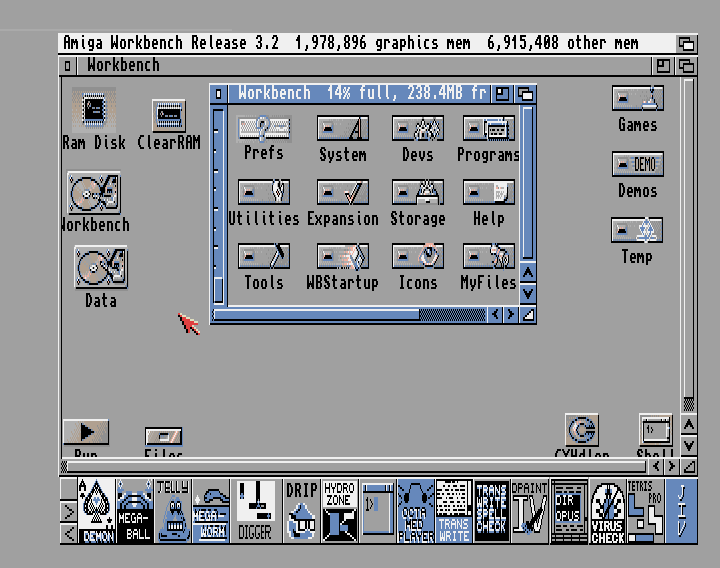 Amiga Workbench Release 3.2  1,978,896 graphics mem  6,915,408 other mem
Workbench
Workbench  14% full, 238.4MB fr
Ram Disk
ClearRAM
Prefs
System
Devs
Programs
Games
Workbench
Utilities
Expansion
Storage
Help
DEMO
Demos
Data
Tools
WBStartup
Icons
MyFiles
Temp
Run
Files
1>
Shell
A
DEMON
MEGA-
BALL
JELLY
MEGA-
WORM
DIGGER
DRIP
HYDRO
ZONE
1>
OCTA
MED
PLAYER
TRANS
WRITE
TRANS
WRITE
SPELL
CHECK
DPAINT
DIR
OPUS
VIRUS
CHECK
TETRIS
PRO